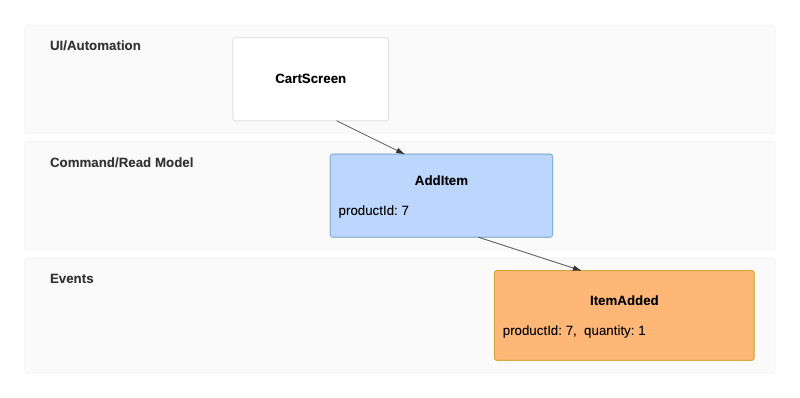 UI/Automation
CartScreen
Command/Read Model
AddItem
productId: 7
Events
ItemAdded
productId: 7,  quantity: 1